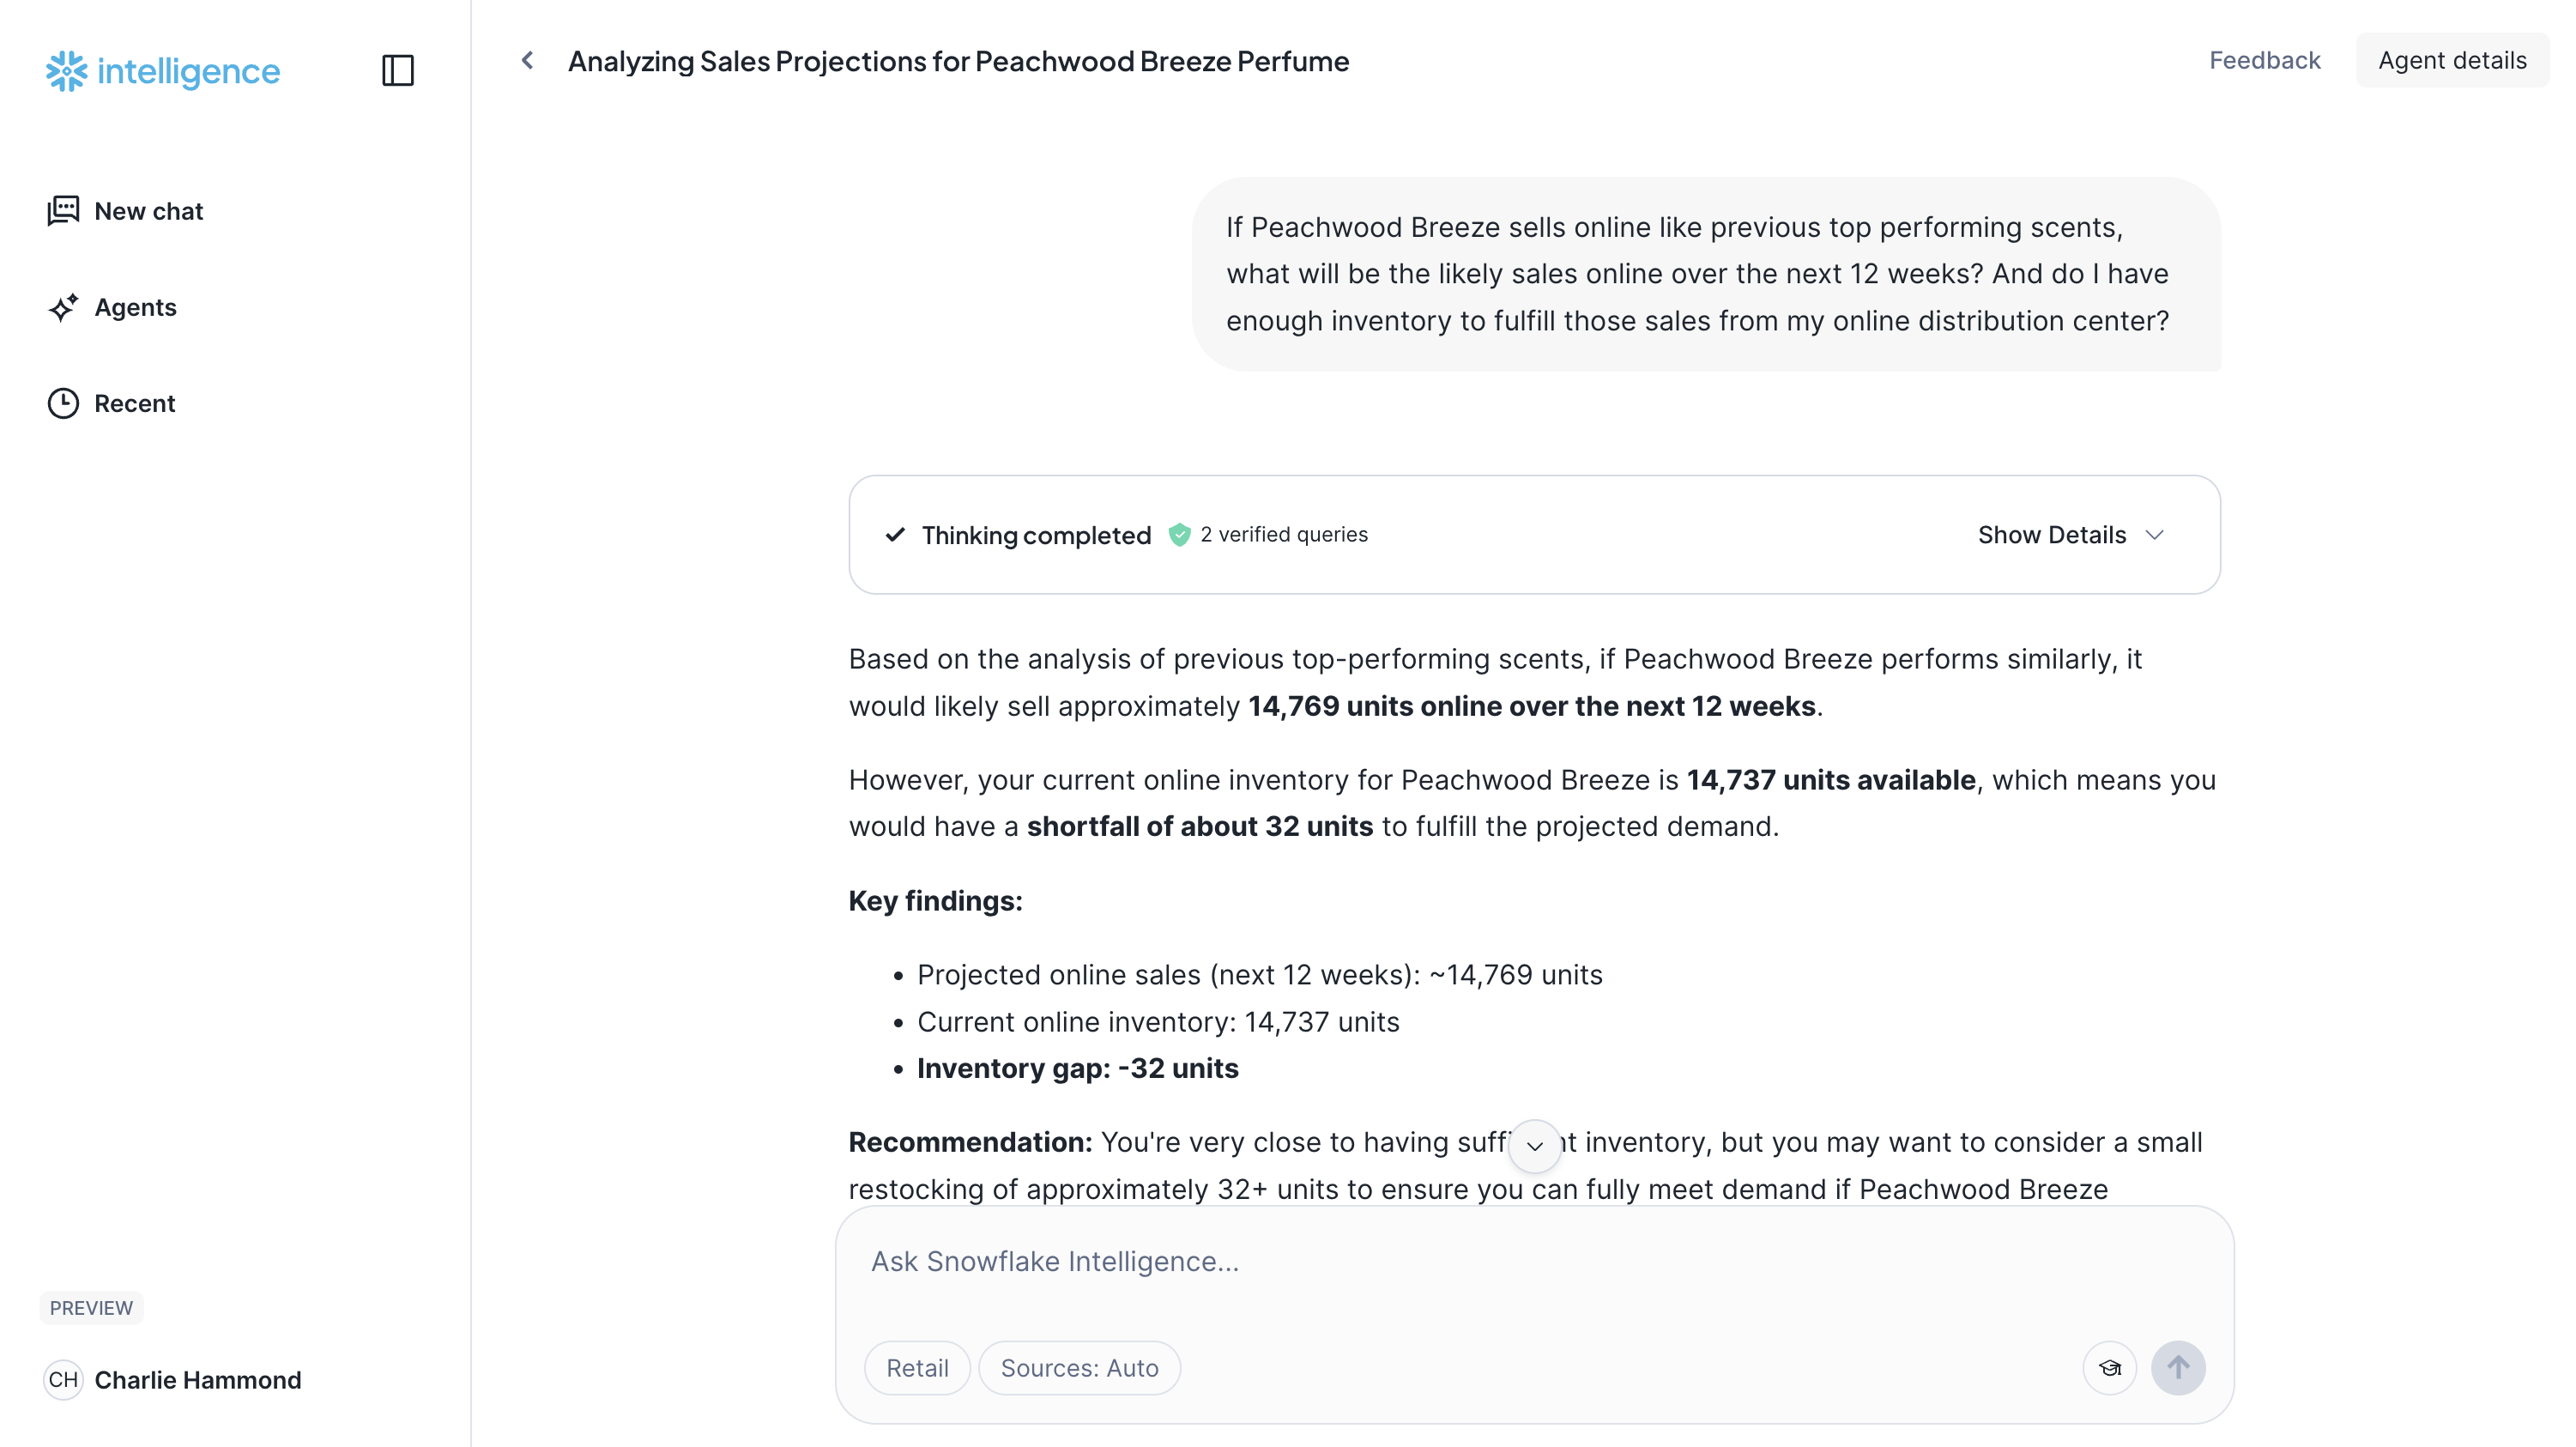 intelligence
New chat
Agents
Recent
PREVIEW
CH Charlie Hammond
Analyzing Sales Projections for Peachwood Breeze Perfume
Feedback
Agent details
If Peachwood Breeze sells online like previous top performing scents,
what will be the likely sales online over the next 12 weeks? And do I have
enough inventory to fulfill those sales from my online distribution center?
Thinking completed 2 verified queries
Show Details
Based on the analysis of previous top-performing scents, if Peachwood Breeze performs similarly, it
would likely sell approximately 14,769 units online over the next 12 weeks.
However, your current online inventory for Peachwood Breeze is 14,737 units available, which means you
would have a shortfall of about 32 units to fulfill the projected demand.
Key findings:
• Projected online sales (next 12 weeks): ~14,769 units
• Current online inventory: 14,737 units
• Inventory gap: -32 units
Recommendation: You're very close to having inventory, but you may want to consider a small
restocking of approximately 32+ units to ensure you can fully meet demand if Peachwood Breeze
Ask Snowflake Intelligence...
Retail
Sources: Auto